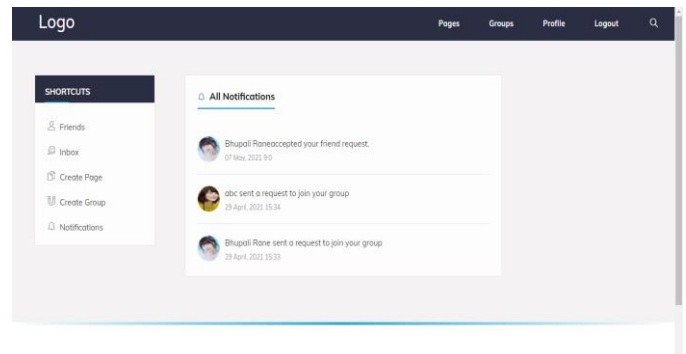 Logo
Pages Groups Profile Logout
SHORTCUTS
Friends
Inbox
Create Page
Create Group
Notifications
All Notifications
Bhupali Raneaccepted your friend request.
07 May, 2021 9:0
abc sent a request to join your group
29 April, 2021 15:34
Bhupali Rane sent a request to join your group
29 April, 2021 15:33